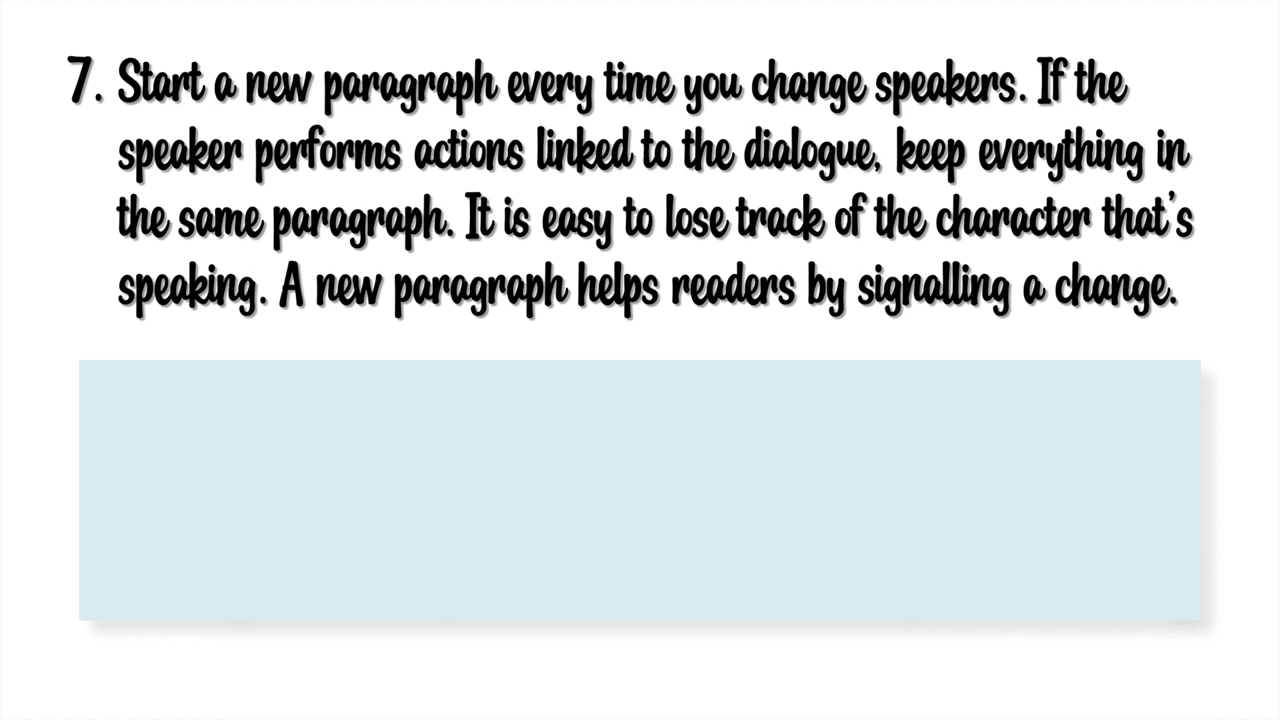 7. Start a new paragraph every time you change speakers. If the
speaker performs actions linked to the dialogue, keep everything in
the same paragraph. It is easy to lose track of the character that's
speaking. A new paragraph helps readers by signalling a change.